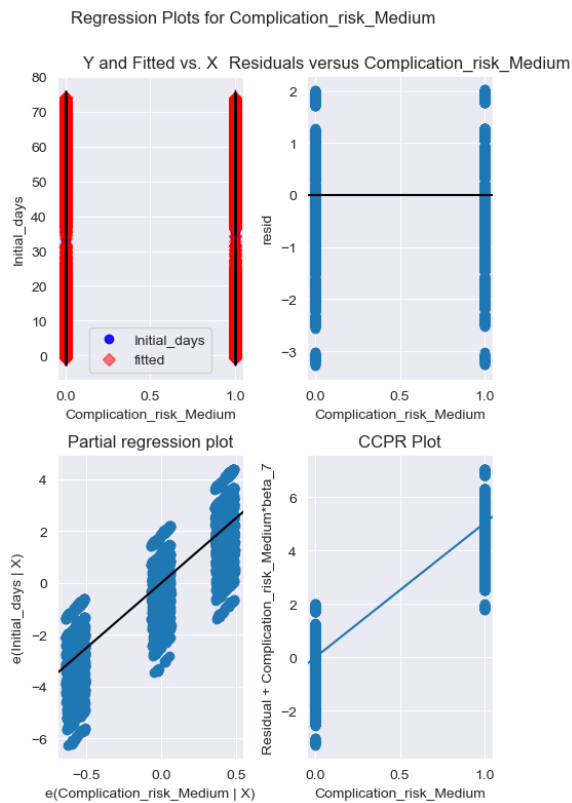 Regression Plots for Complication_risk_Medium
Y and Fitted vs. X
Initial_days
80
70
60
50
40
30
20
10
0
Initial_days
fitted
0.0 0.5 1.0
Complication_risk_Medium
Residuals versus Complication_risk_Medium
resid
2
1
0
−1
−2
−3
0.0 0.5 1.0
Complication_risk_Medium
Partial regression plot
e(Initial_days | X)
4
2
0
−2
−4
−6
−0.5 0.0 0.5
e(Complication_risk_Medium | X)
CCPR Plot
Residual + Complication_risk_Medium*beta_7
6
4
2
0
−2
0.0 0.5 1.0
Complication_risk_Medium